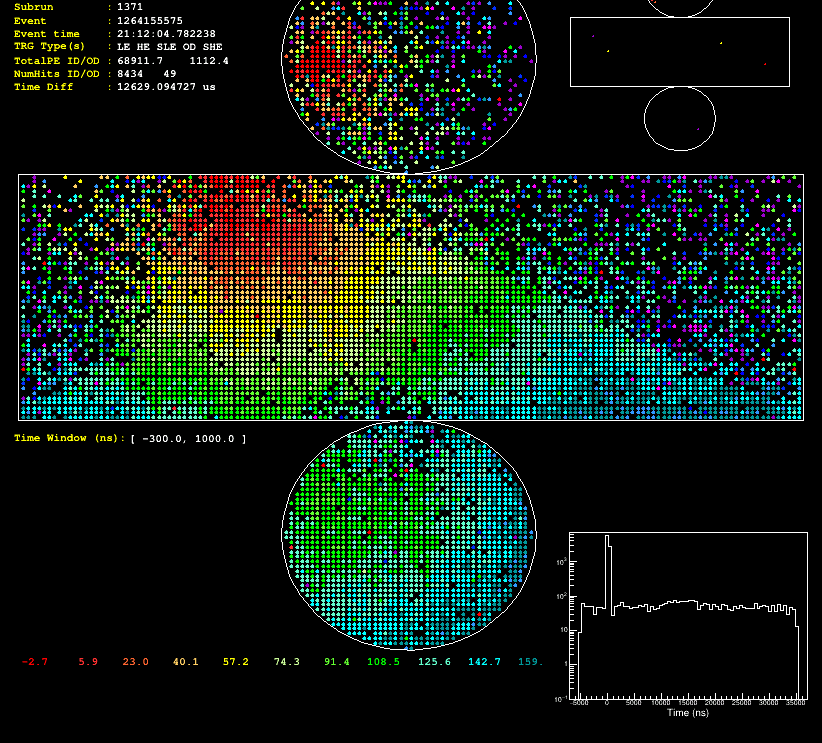 Subrun : 1371
Event : 1264155575
Event time : 21:12:04.782238
TRG Type(s) : LE HE SLE OD SHE
TotalPE ID/OD : 68911.7 1112.4
NumHits ID/OD : 8434 49
Time Diff : 12629.094727 us
Time Window (ns): [ -300.0, 1000.0 ]
-2.7 5.9 23.0 40.1 57.2 74.3 91.4 108.5 125.6 142.7 159.
10³
10²
10
1
10⁻¹
-5000 0 5000 10000 15000 20000 25000 30000 35000
Time (ns)